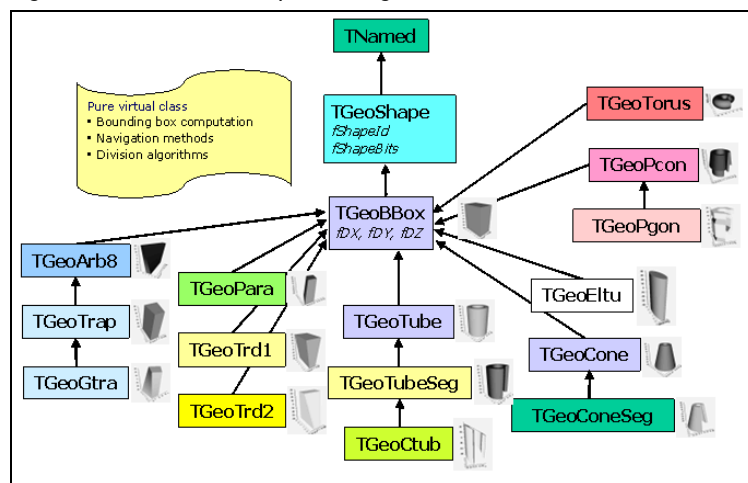 TNamed
Pure virtual class
• Bounding box computation
• Navigation methods
• Division algorithms
TGeoShape
fShapeId
fShapeBits
TGeoTorus
TGeoPcon
TGeoPgon
TGeoBBox
fDX, fDY, fDZ
TGeoArb8
TGeoPara
TGeoEltu
TGeoTrap
TGeoTube
TGeoTrd1
TGeoCone
TGeoGtra
TGeoTubeSeg
TGeoTrd2
TGeoConeSeg
TGeoCtub